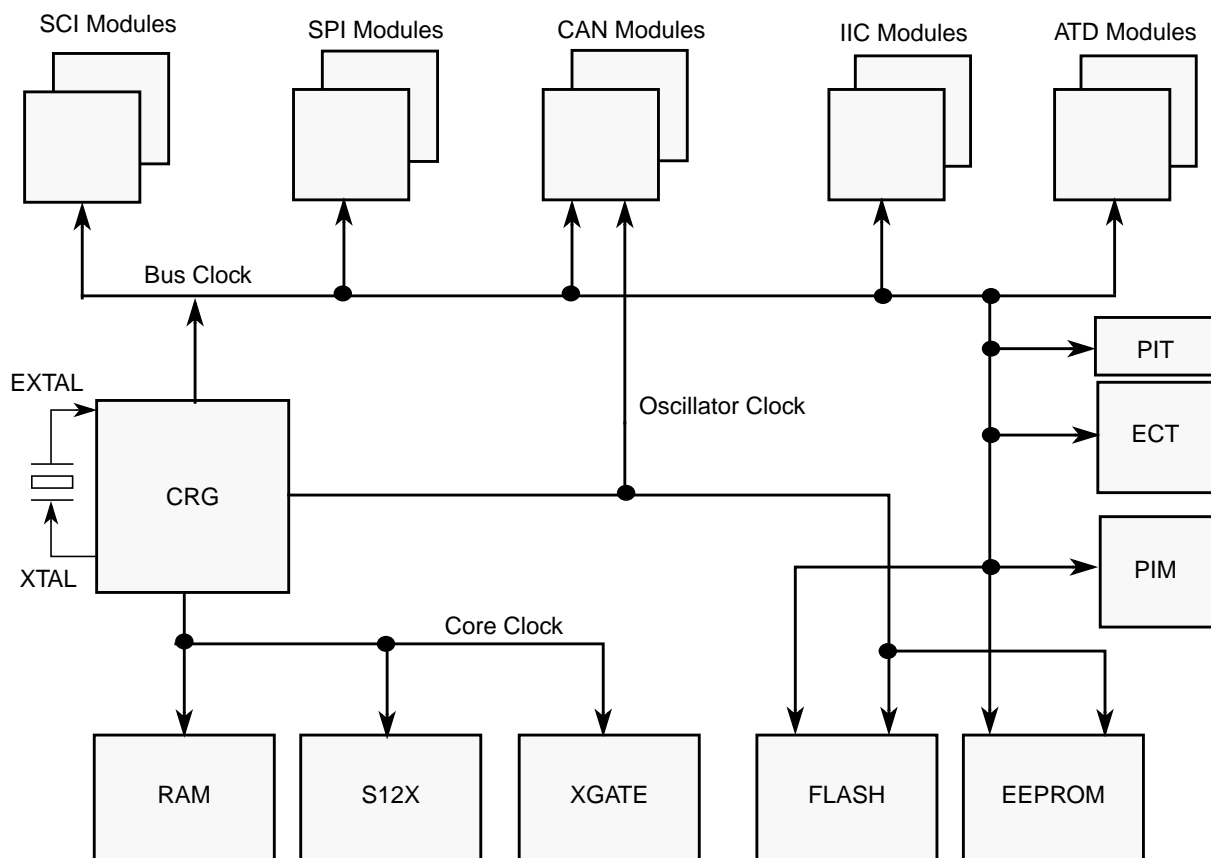 SCI Modules
SPI Modules
CAN Modules
IIC Modules
ATD Modules
Bus Clock
PIT
EXTAL
Oscillator Clock
ECT
CRG
XTAL
PIM
Core Clock
RAM
S12X
XGATE
FLASH
EEPROM